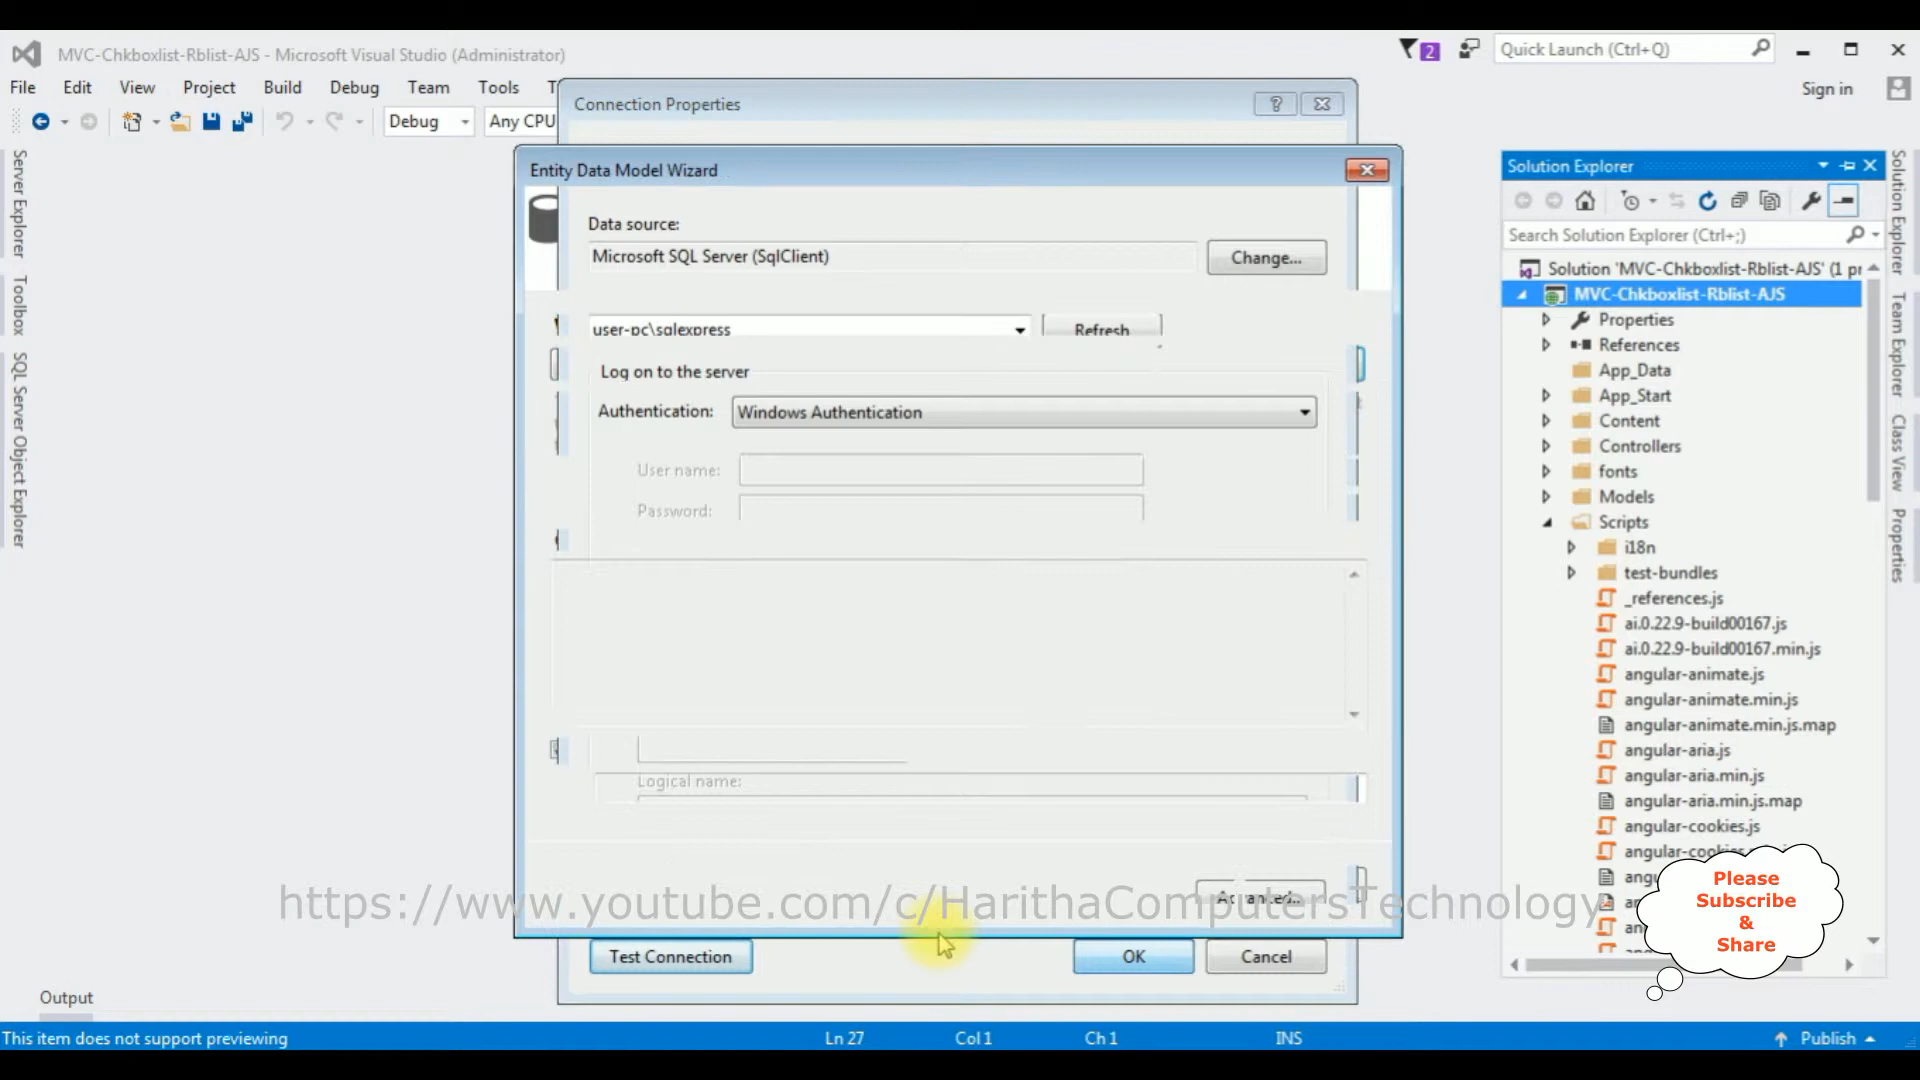 MVC-Chkboxlist-Rblist-AJS - Microsoft Visual Studio (Administrator)
2
Quick Launch (Ctrl+Q)
File Edit View Project Build Debug Team Tools
Sign in
Debug
Any CPU
Connection Properties
Entity Data Model Wizard
Data source:
Microsoft SQL Server (SqlClient)
Change...
user-pc\sqlexpress
Refresh
Log on to the server
Authentication:
Windows Authentication
User name:
Password:
Logical name:
Advanced...
Test Connection
OK
Cancel
Server Explorer
Toolbox
SQL Server Object Explorer
Solution Explorer
Search Solution Explorer (Ctrl+;)
Solution 'MVC-Chkboxlist-Rblist-AJS' (1 pr
MVC-Chkboxlist-Rblist-AJS
Properties
References
App_Data
App_Start
Content
Controllers
fonts
Models
Scripts
i18n
test-bundles
_references.js
ai.0.22.9-build00167.js
ai.0.22.9-build00167.min.js
angular-animate.js
angular-animate.min.js
angular-animate.min.js.map
angular-aria.js
angular-aria.min.js
angular-aria.min.js.map
angular-cookies.js
Solution Explorer
Team Explorer
Class View
Properties
https://www.youtube.com/c/HarithaComputersTechnology
Please
Subscribe
&
Share
Output
This item does not support previewing
Ln 27
Col 1
Ch 1
INS
Publish